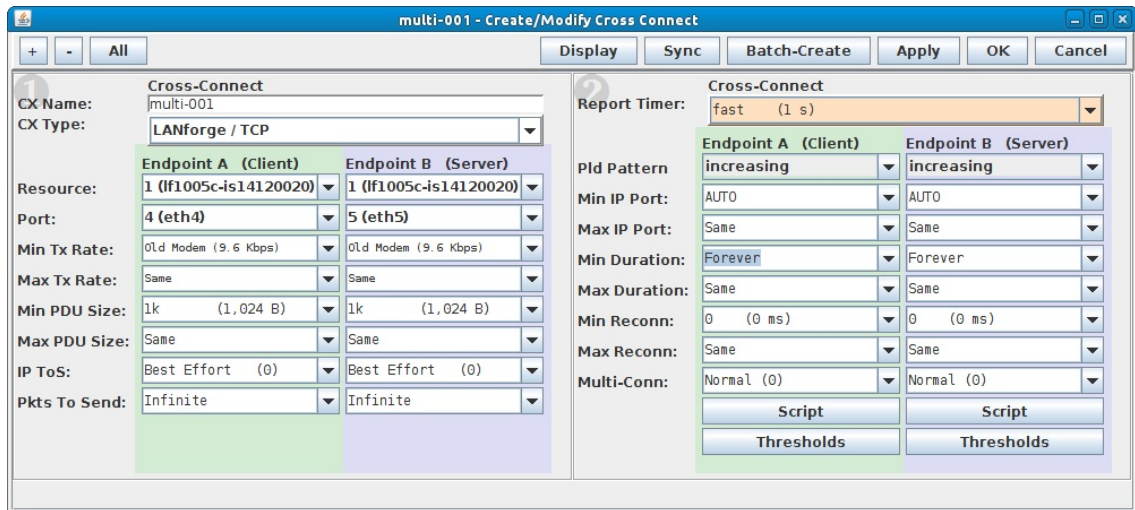 multi-001 - Create/Modify Cross Connect
+ - All Display Sync Batch-Create Apply OK Cancel
1
Cross-Connect
CX Name: multi-001
CX Type: LANforge / TCP
Endpoint A (Client) Endpoint B (Server)
Resource: 1 (lf1005c-is14120020) 1 (lf1005c-is14120020)
Port: 4 (eth4) 5 (eth5)
Min Tx Rate: Old Modem (9.6 Kbps) Old Modem (9.6 Kbps)
Max Tx Rate: Same Same
Min PDU Size: 1k (1,024 B) 1k (1,024 B)
Max PDU Size: Same Same
IP ToS: Best Effort (0) Best Effort (0)
Pkts To Send: Infinite Infinite
2
Cross-Connect
Report Timer: fast (1 s)
Endpoint A (Client) Endpoint B (Server)
Pld Pattern increasing increasing
Min IP Port: AUTO AUTO
Max IP Port: Same Same
Min Duration: Forever Forever
Max Duration: Same Same
Min Reconn: 0 (0 ms) 0 (0 ms)
Max Reconn: Same Same
Multi-Conn: Normal (0) Normal (0)
Script Script
Thresholds Thresholds